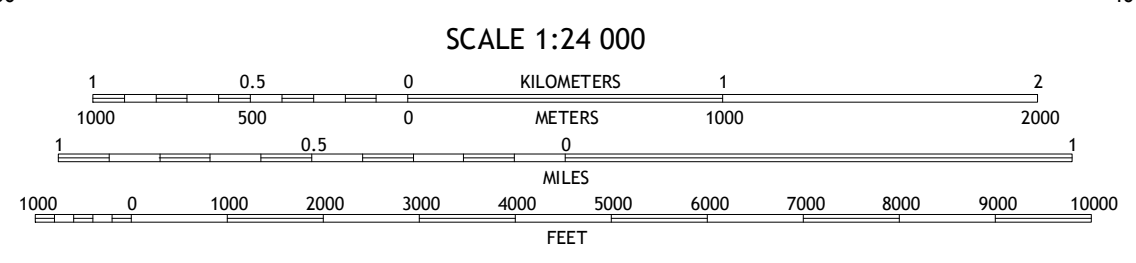 SCALE 1:24 000
1 0.5 0 KILOMETERS 1 2
1000 500 0 METERS 1000 2000
1 0.5 0 1
MILES
1000 0 1000 2000 3000 4000 5000 6000 7000 8000 9000 10000
FEET